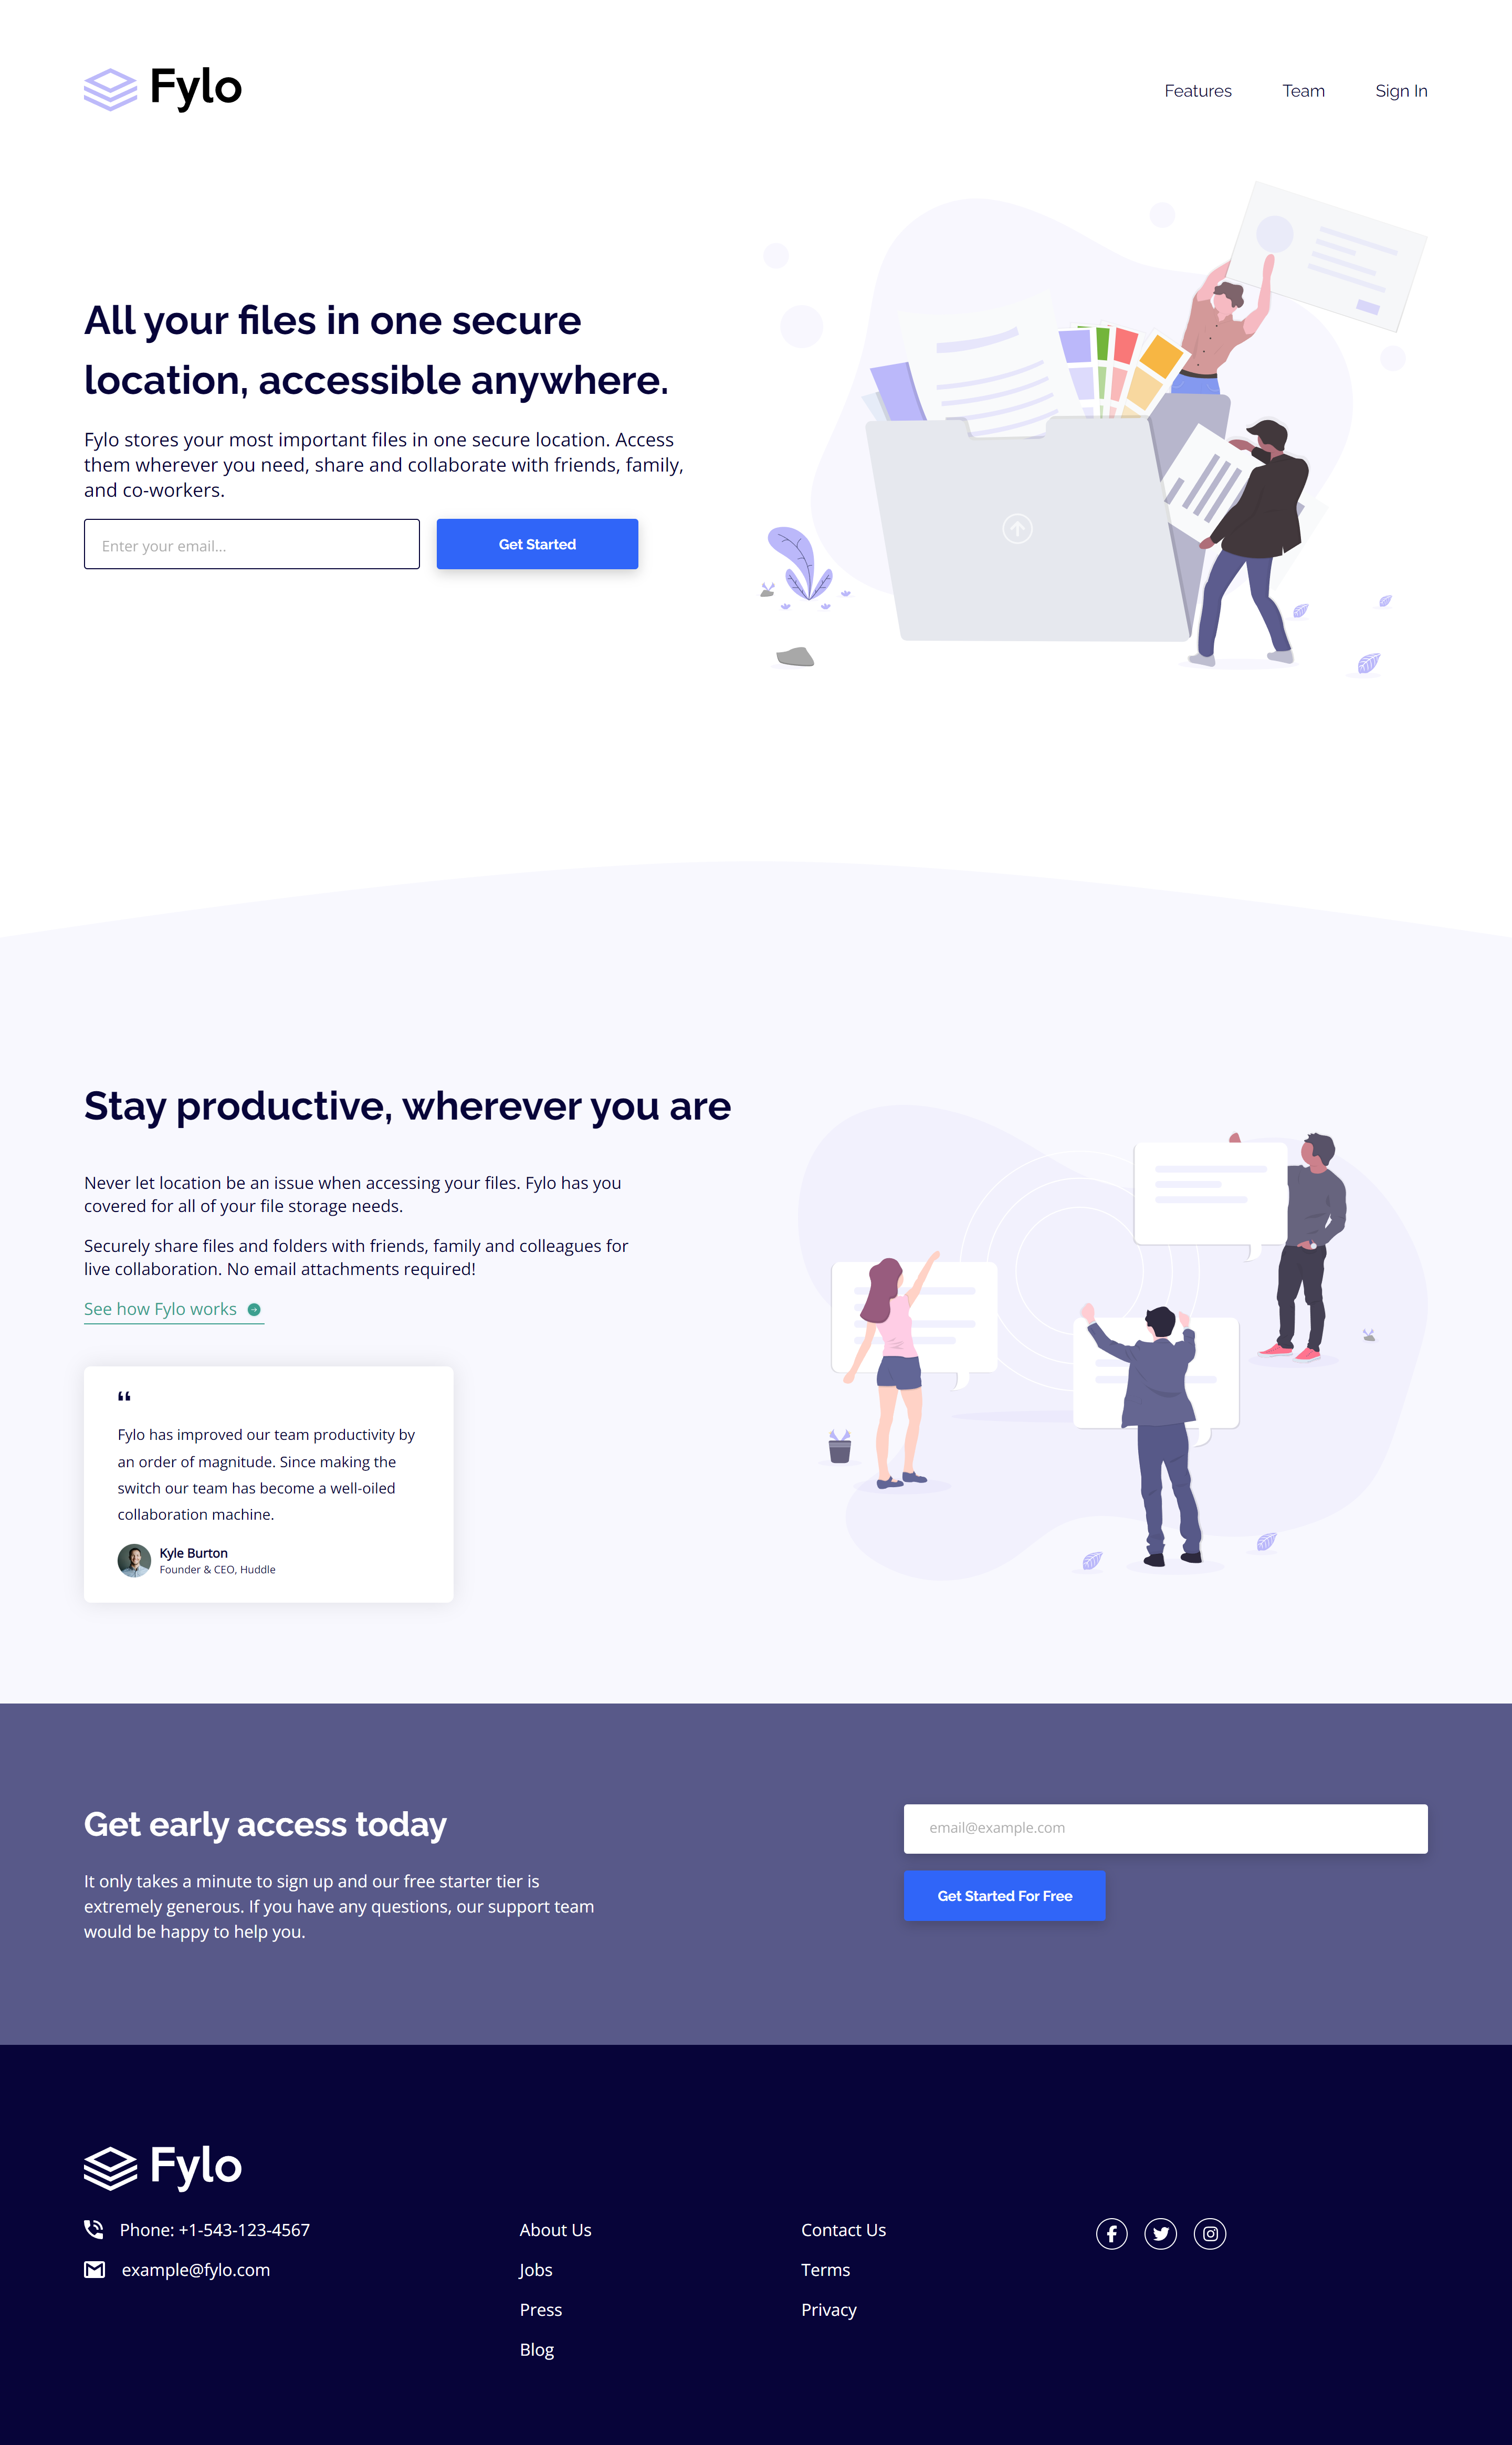 Fylo
Features
Team
Sign In
All your files in one secure
location, accessible anywhere.
Fylo stores your most important files in one secure location. Access
them wherever you need, share and collaborate with friends, family,
and co-workers.
Enter your email...
Get Started
Stay productive, wherever you are
Never let location be an issue when accessing your files. Fylo has you
covered for all of your file storage needs.
Securely share files and folders with friends, family and colleagues for
live collaboration. No email attachments required!
See how Fylo works
“
Fylo has improved our team productivity by
an order of magnitude. Since making the
switch our team has become a well-oiled
collaboration machine.
Kyle Burton
Founder & CEO, Huddle
Get early access today
It only takes a minute to sign up and our free starter tier is
extremely generous. If you have any questions, our support team
would be happy to help you.
email@example.com
Get Started For Free
Fylo
Phone: +1-543-123-4567
example@fylo.com
About Us
Jobs
Press
Blog
Contact Us
Terms
Privacy